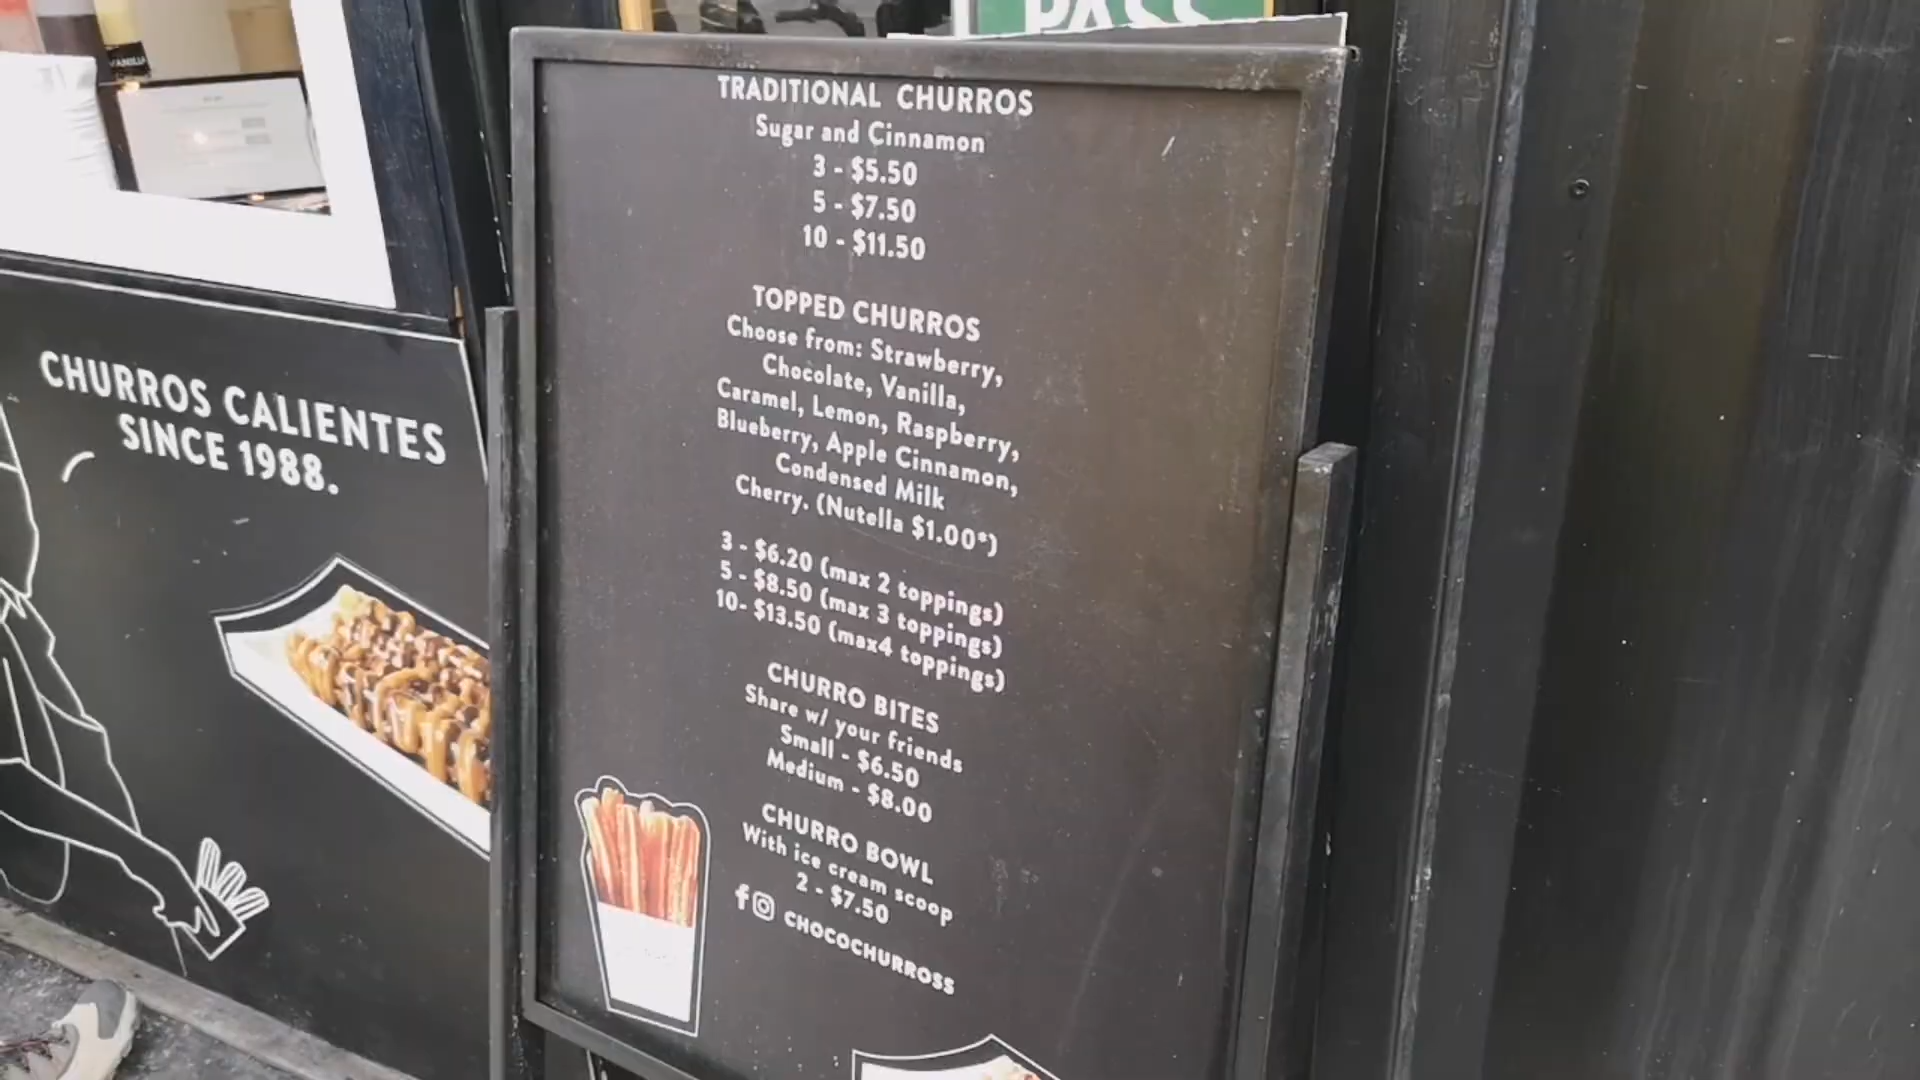 PASS
VANILLA
TRADITIONAL CHURROS
Sugar and Cinnamon
3 - $5.50
5 - $7.50
10 - $11.50
TOPPED CHURROS
Choose from: Strawberry,
Chocolate, Vanilla,
Caramel, Lemon, Raspberry,
Blueberry, Apple Cinnamon,
Condensed Milk
Cherry. (Nutella $1.00*)
3 - $6.20 (max 2 toppings)
5 - $8.50 (max 3 toppings)
10- $13.50 (max4 toppings)
CHURRO BITES
Share w/ your friends
Small - $6.50
Medium - $8.00
CHURRO BOWL
With ice cream scoop
2 - $7.50
f CHOCOCHURROSS
CHURROS CALIENTES
SINCE 1988.